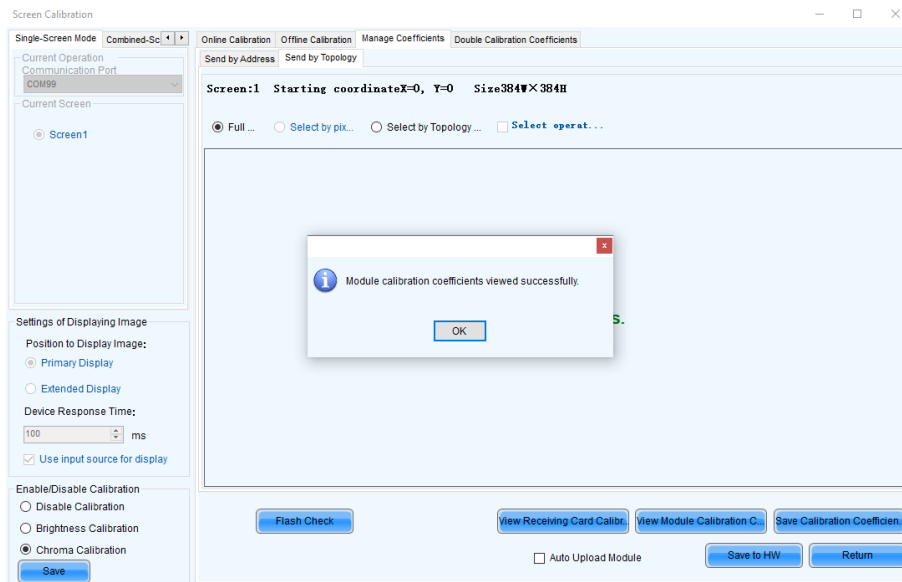 Screen Calibration
Single-Screen Mode
Combined-Sc
Current Operation
Communication Port
COM99
Current Screen
Screen1
Settings of Displaying Image
Position to Display Image:
Primary Display
Extended Display
Device Response Time:
100
ms
Use input source for display
Enable/Disable Calibration
Disable Calibration
Brightness Calibration
Chroma Calibration
Save
Online Calibration
Offline Calibration
Manage Coefficients
Double Calibration Coefficients
Send by Address
Send by Topology
Screen:1 Starting coordinateX=0, Y=0 Size384W×384H
Full ...
Select by pix...
Select by Topology ...
Select operat...
x
Module calibration coefficients viewed successfully.
s.
OK
Flash Check
View Receiving Card Calibr..
View Module Calibration C...
Save Calibration Coefficien.
Auto Upload Module
Save to HW
Return